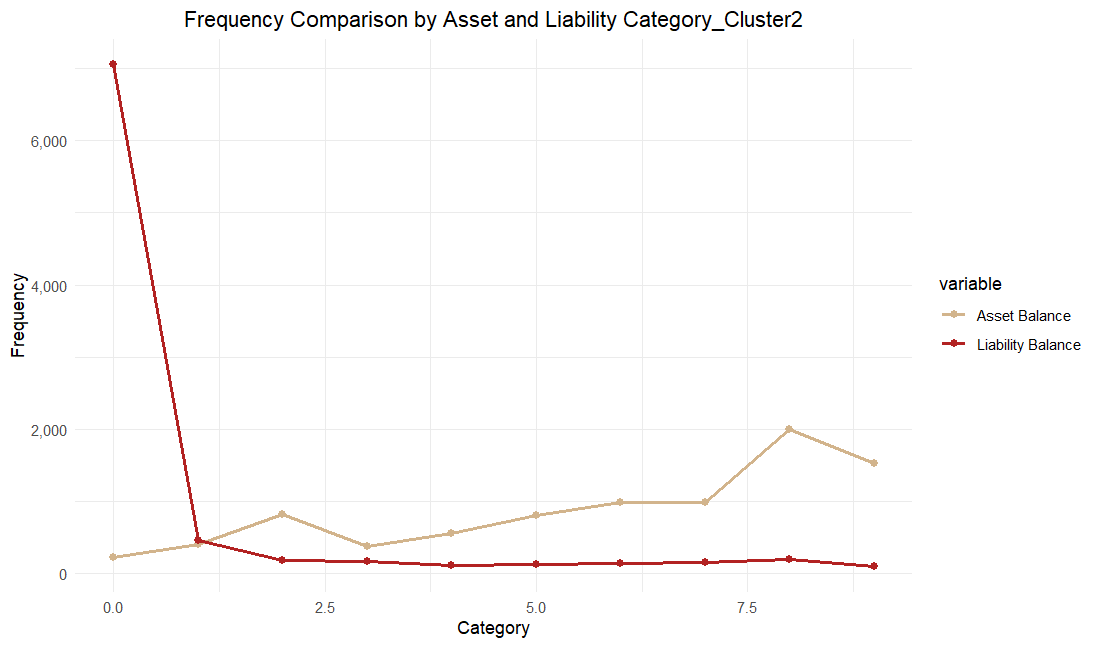 Frequency Comparison by Asset and Liability Category_Cluster2
Frequency
6,000
4,000
2,000
0
0.0 2.5 5.0 7.5
Category
variable
Asset Balance
Liability Balance